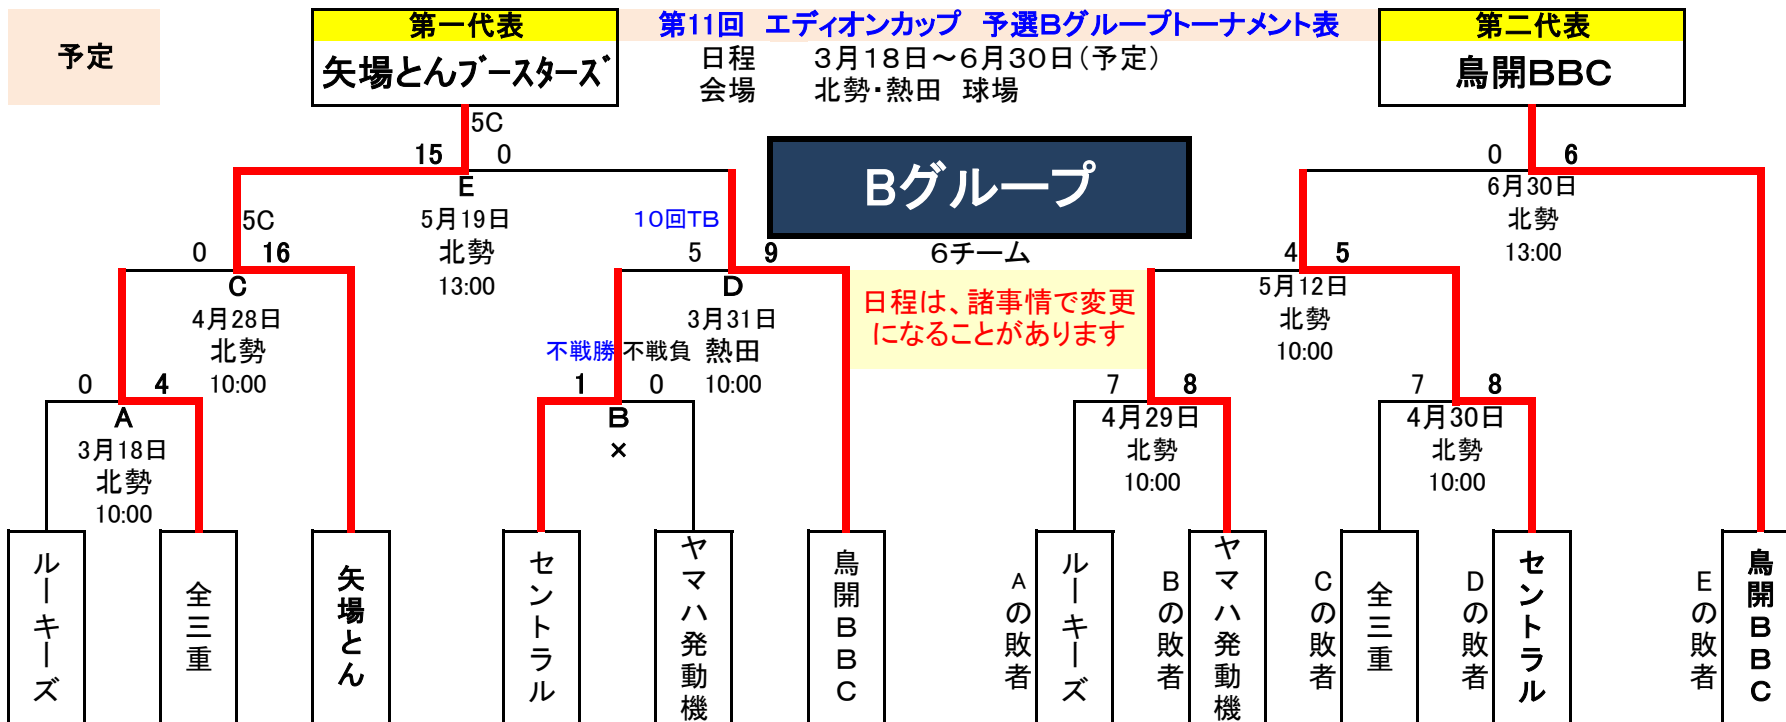 予定
第一代表
矢場とんブースターズ
第11回 エディオンカップ 予選Bグループトーナメント表
日程 3月18日～6月30日(予定)
会場 北勢・熱田 球場
第二代表
鳥開BBC
5C
15 0
E
5月19日
北勢
13:00
Bグループ
6チーム
日程は、諸事情で変更
になることがあります
0 6
6月30日
北勢
13:00
5C
0 16
C
4月28日
北勢
10:00
10回TB
5 9
D
3月31日
熱田
10:00
4 5
5月12日
北勢
10:00
0 4
A
3月18日
北勢
10:00
不戦勝 不戦負
1 0
B
×
7 8
4月29日
北勢
10:00
7 8
4月30日
北勢
10:00
ルーキーズ
全三重
矢場とん
セントラル
ヤマハ発動機
鳥開BBC
Aの敗者
ルーキーズ
Bの敗者
ヤマハ発動機
Cの敗者
全三重
Dの敗者
セントラル
Eの敗者
鳥開BBC